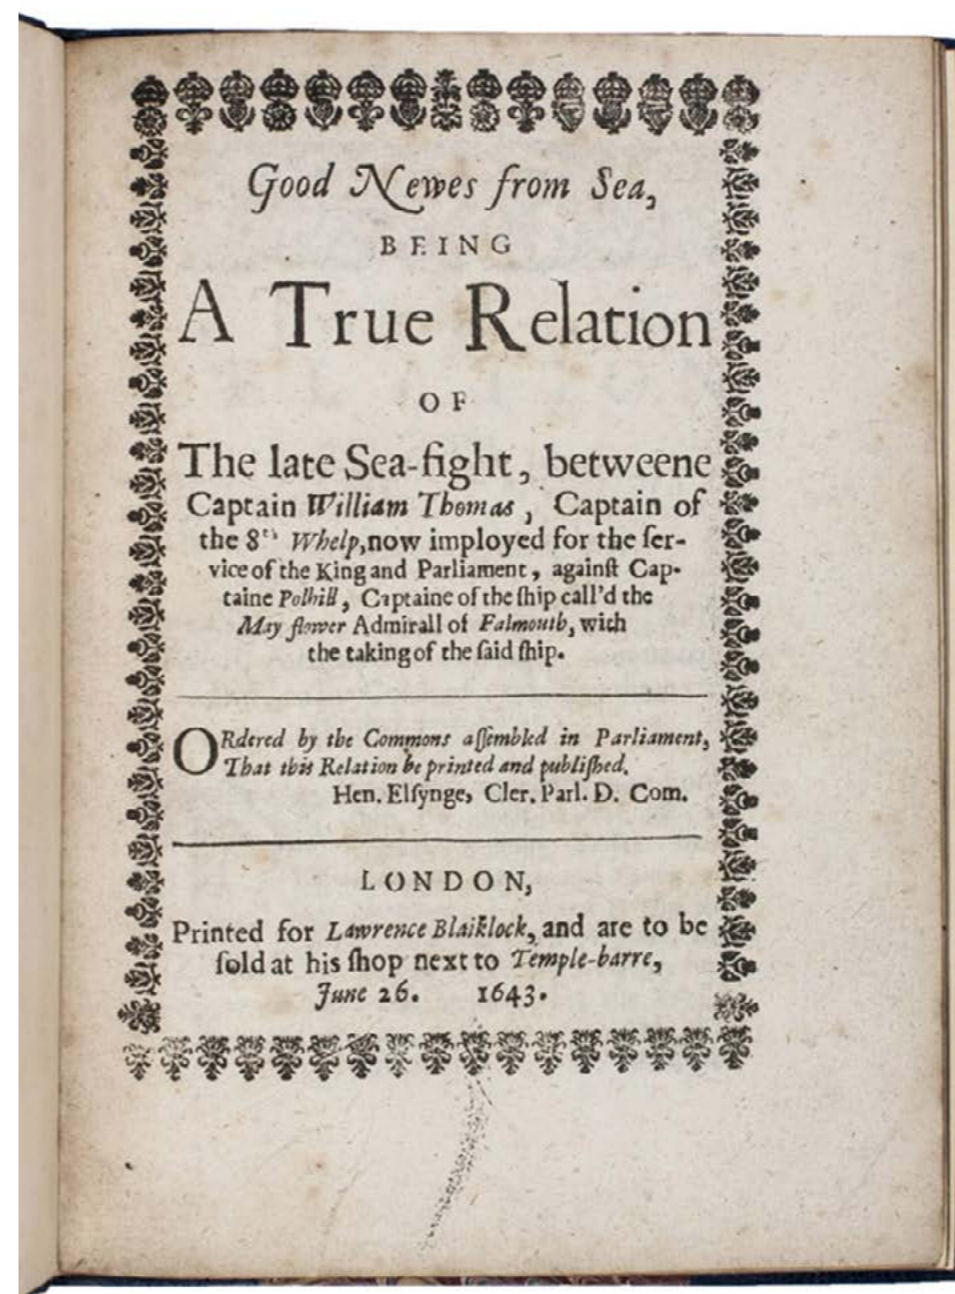 Good Newes from Sea,
BEING
A True Relation
OF
The late Sea-fight, betweene
Captain William Thomas, Captain of
the 8th Whelp, now imployed for the ſer-
vice of the King and Parliament, againſt Cap-
taine Polhill, Captaine of the ſhip call'd the
May flower Admirall of Falmouth, with
the taking of the ſaid ſhip.
ORdered by the Commons aſſembled in Parliament,
That this Relation be printed and publiſhed.
Hen. Elſynge, Cler. Parl. D. Com.
LONDON,
Printed for Lawrence Blaiklock, and are to be
ſold at his ſhop next to Temple-barre,
June 26. 1643.